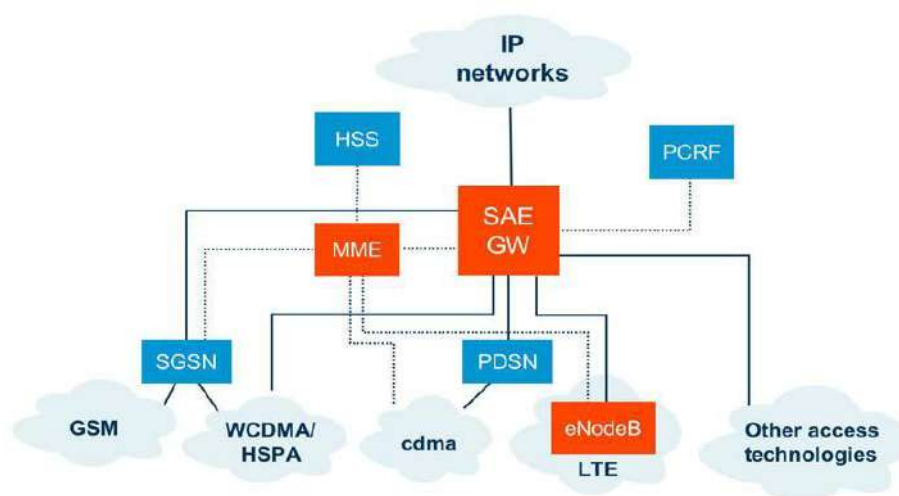 IP
networks
HSS
PCRF
SAE
GW
MME
SGSN
PDSN
GSM
WCDMA/
HSPA
cdma
eNodeB
LTE
Other access
technologies